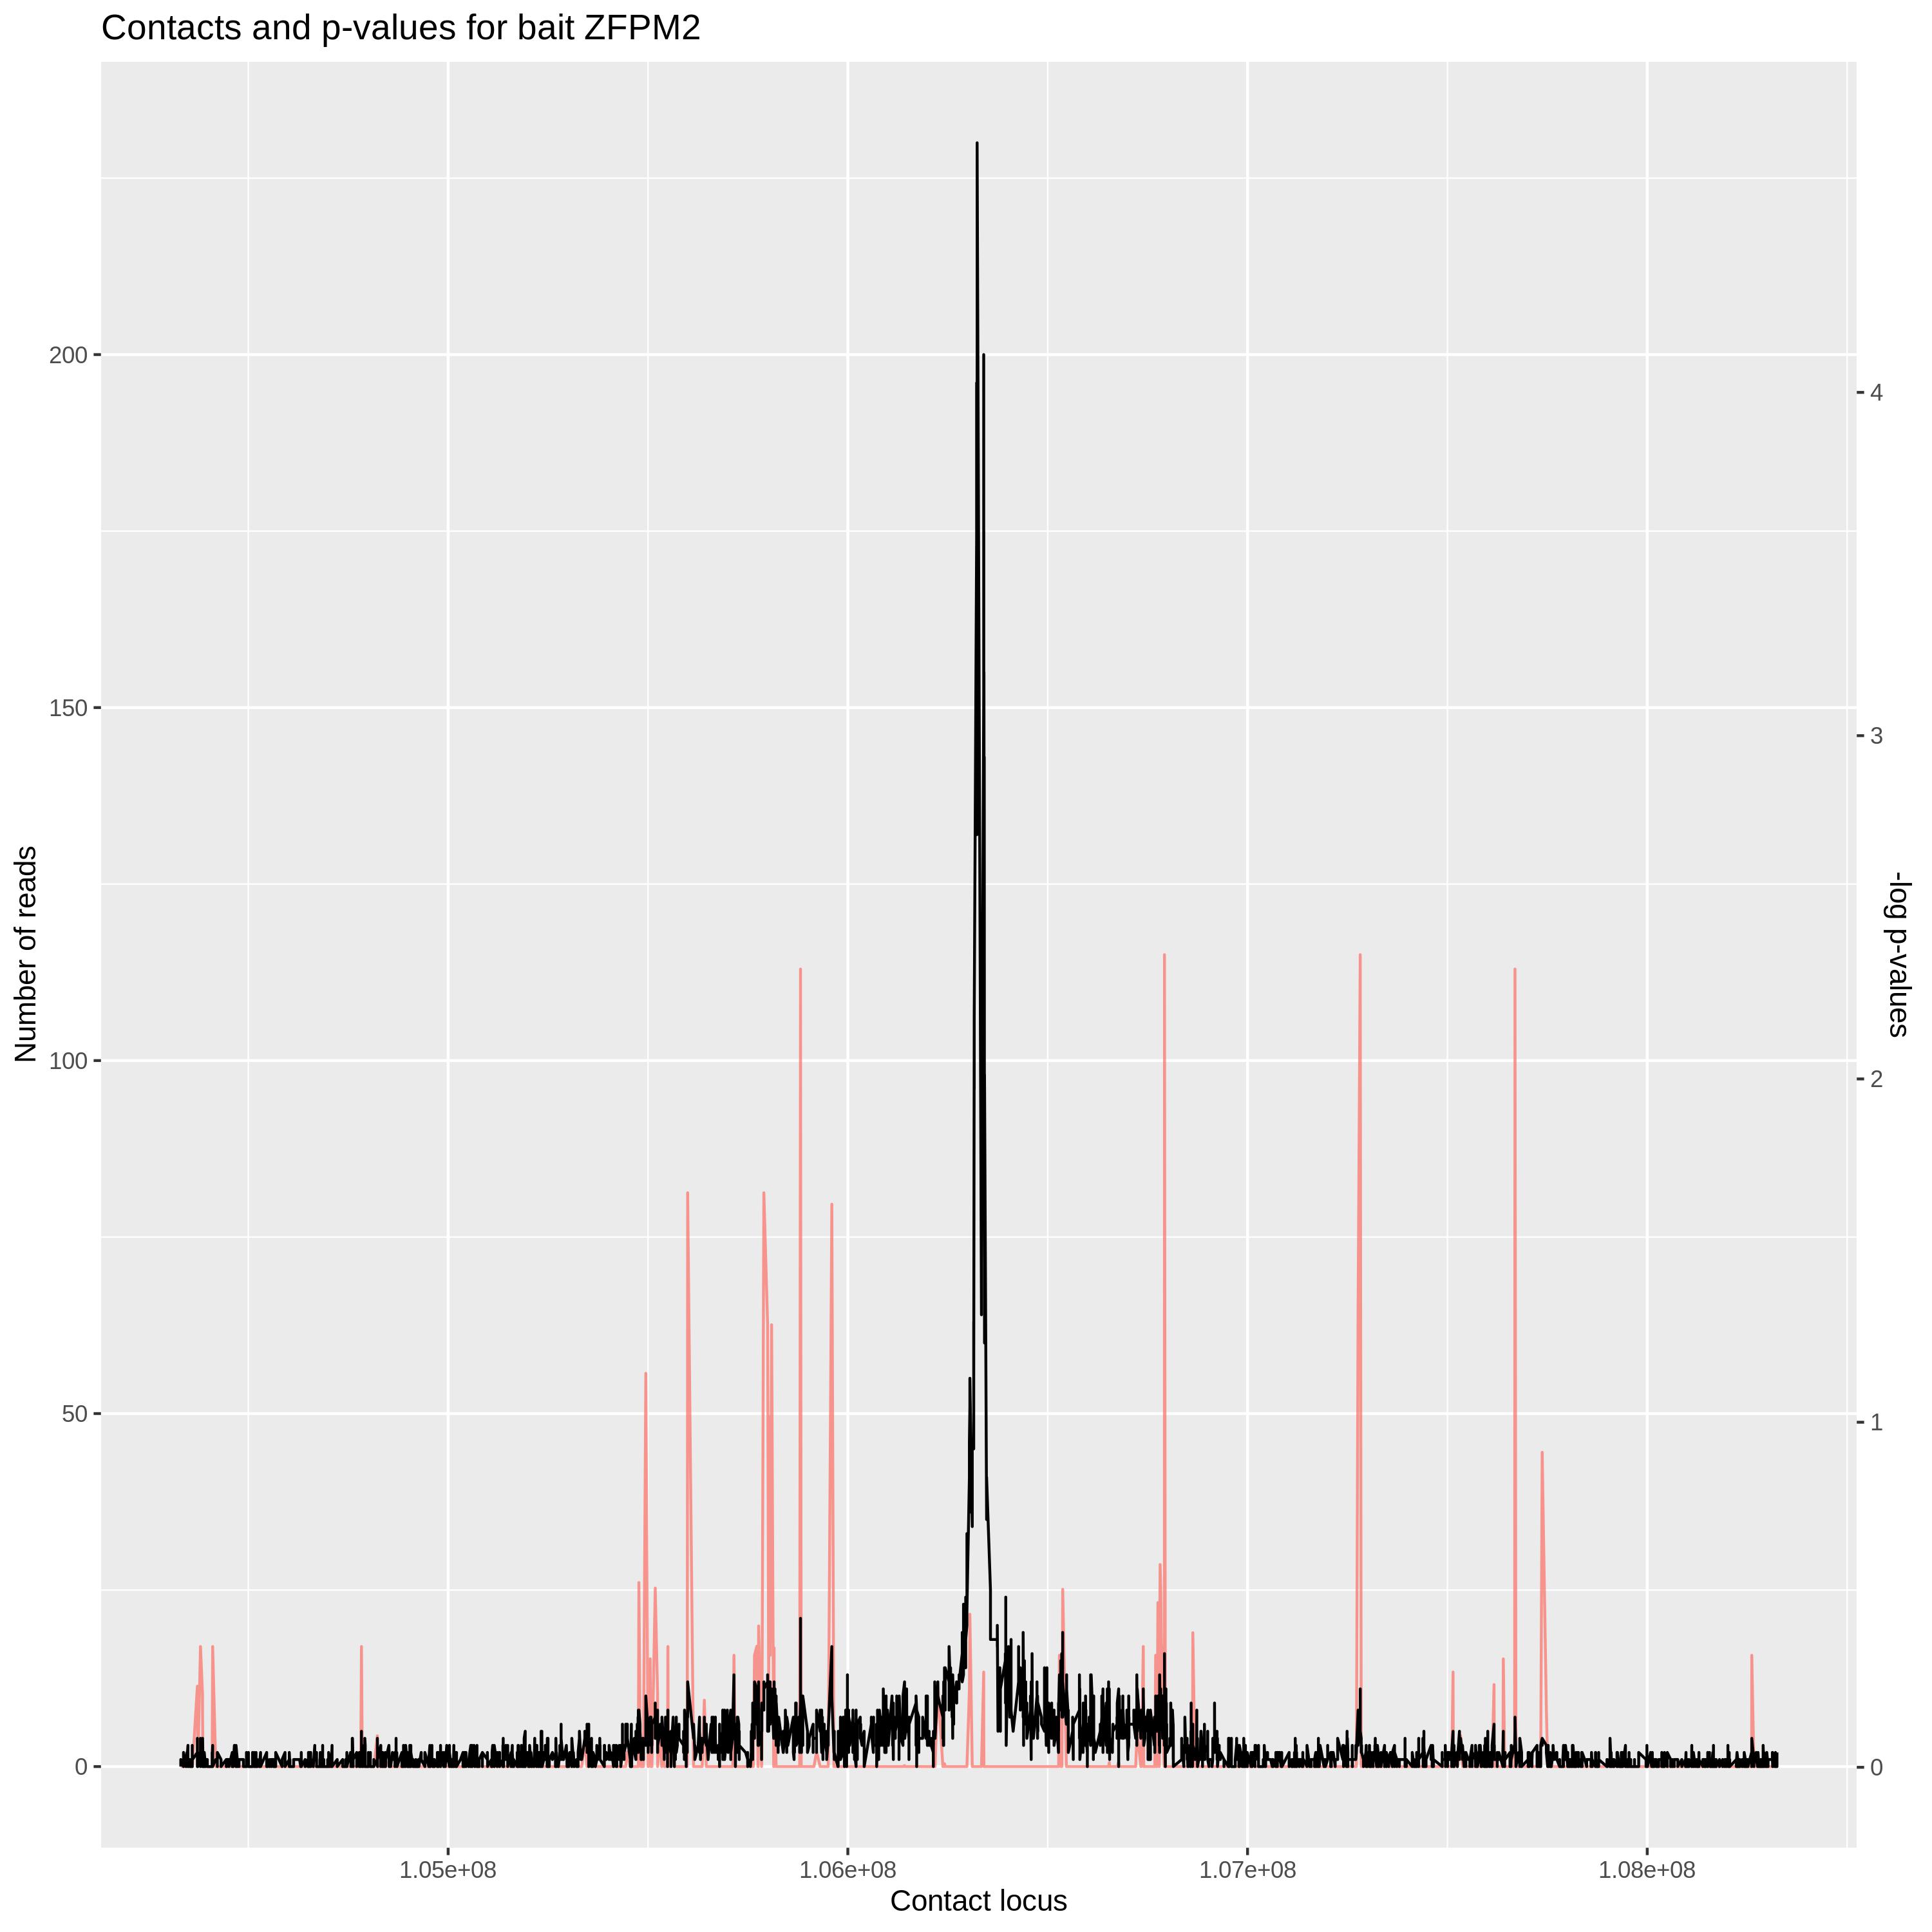 Contacts and p-values for bait ZFPM2
Number of reads
200
150
100
50
0
4
3
2
1
0
-log p-values
1.05e+08
1.06e+08
1.07e+08
1.08e+08
Contact locus